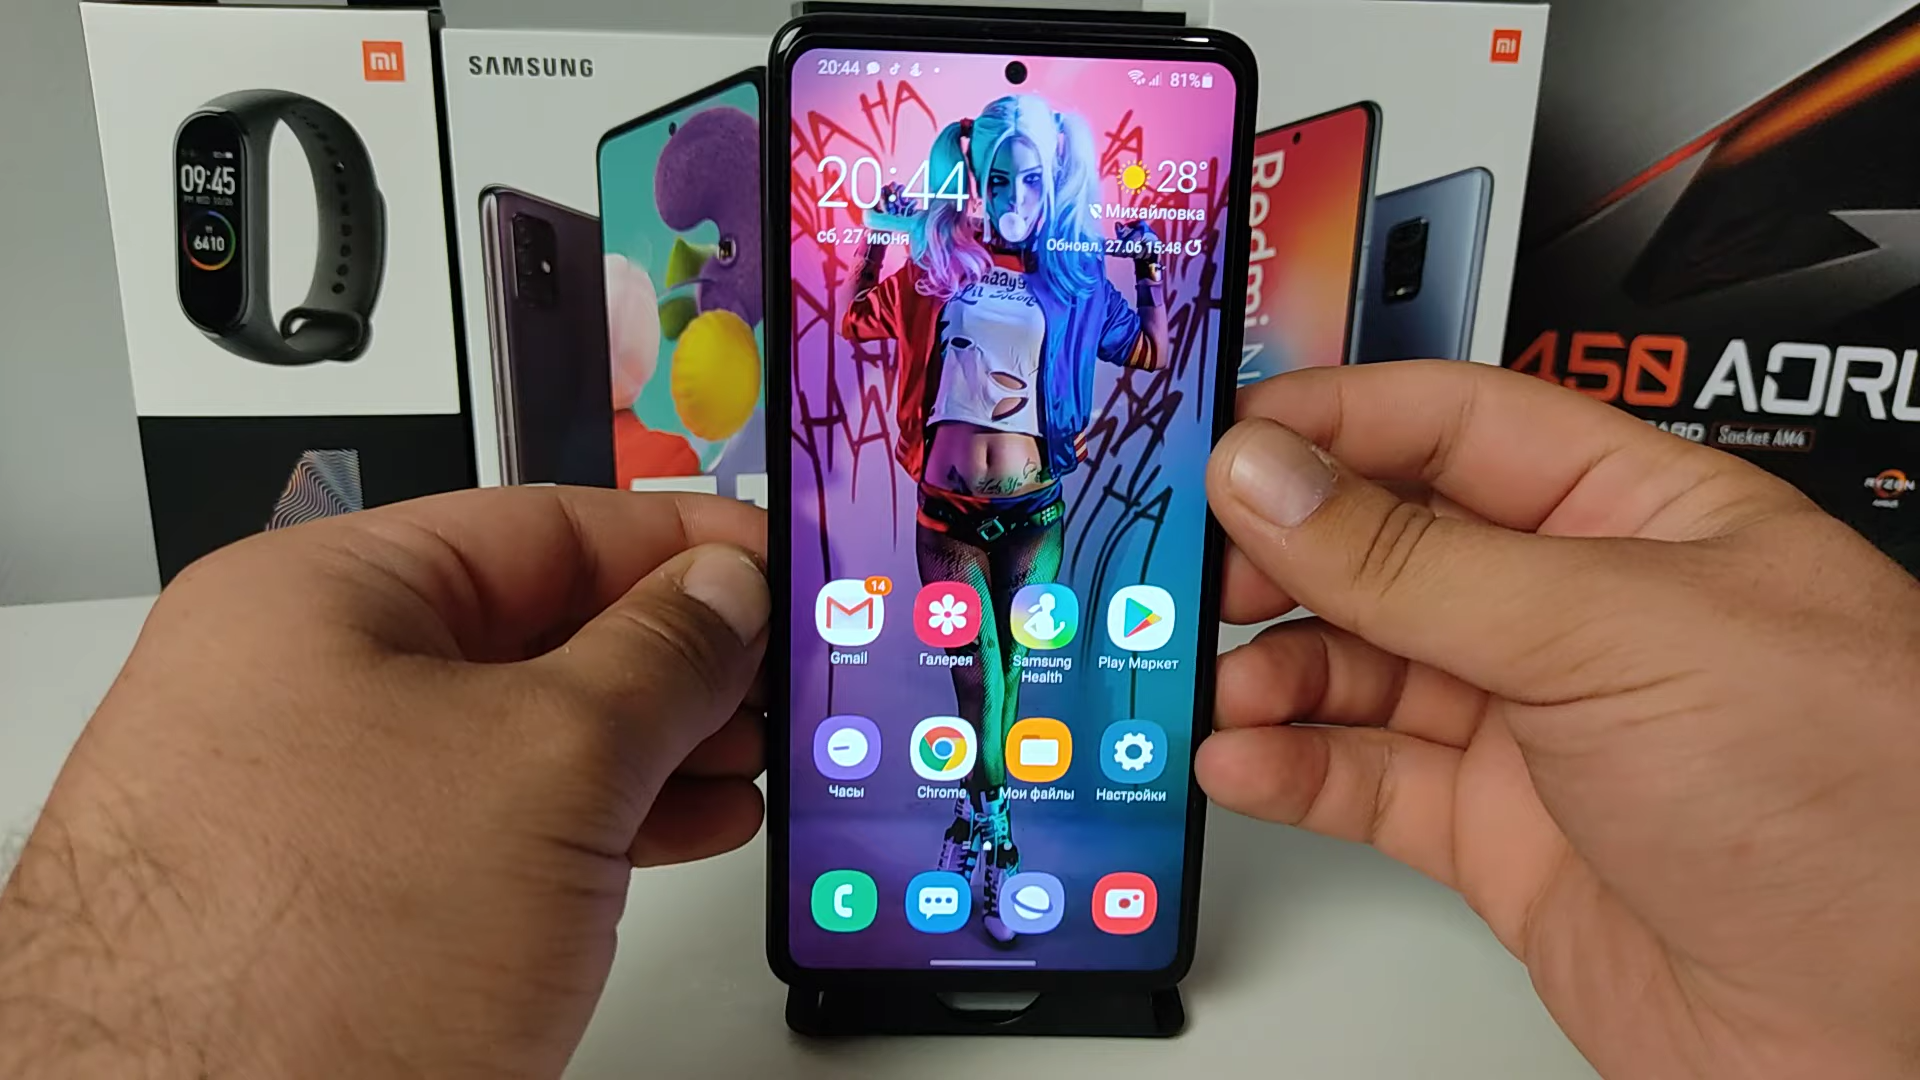 mi
09:45
6410
SAMSUNG
20:44
81%
20:44
сб, 27 июня
28°
Михайловка
Обновл. 27.06 15:48
14
Gmail
Галерея
Samsung
Health
Play Маркет
Часы
Chrome
Мои файлы
Настройки
mi
Redmi
450 AORU
Socket AM4
RYZEN
AMD